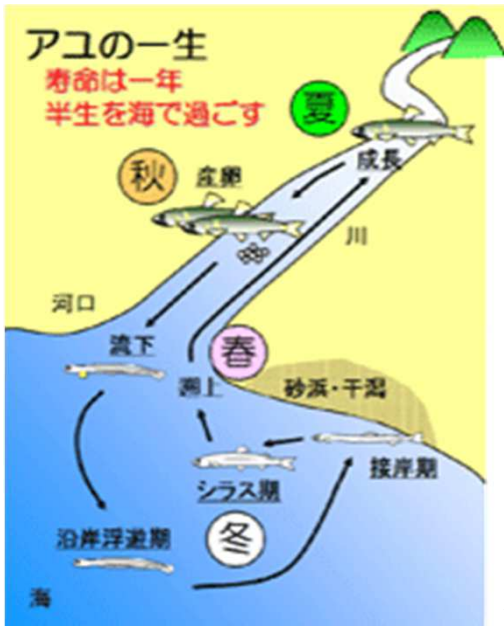 アユの一生
寿命は一年
半生を海で過ごす
夏
成長
秋
産卵
川
河口
春
流下
遡上
砂浜・干潟
接岸期
シラス期
冬
沿岸浮遊期
海